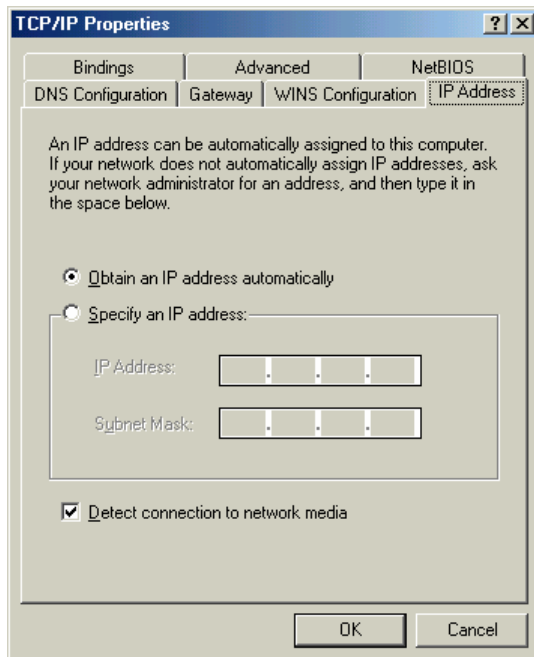 TCP/IP Properties
Bindings Advanced NetBIOS
DNS Configuration Gateway WINS Configuration IP Address
An IP address can be automatically assigned to this computer.
If your network does not automatically assign IP addresses, ask
your network administrator for an address, and then type it in
the space below.
Obtain an IP address automatically
Specify an IP address:
IP Address:
. . .
Subnet Mask:
. . .
Detect connection to network media
OK Cancel